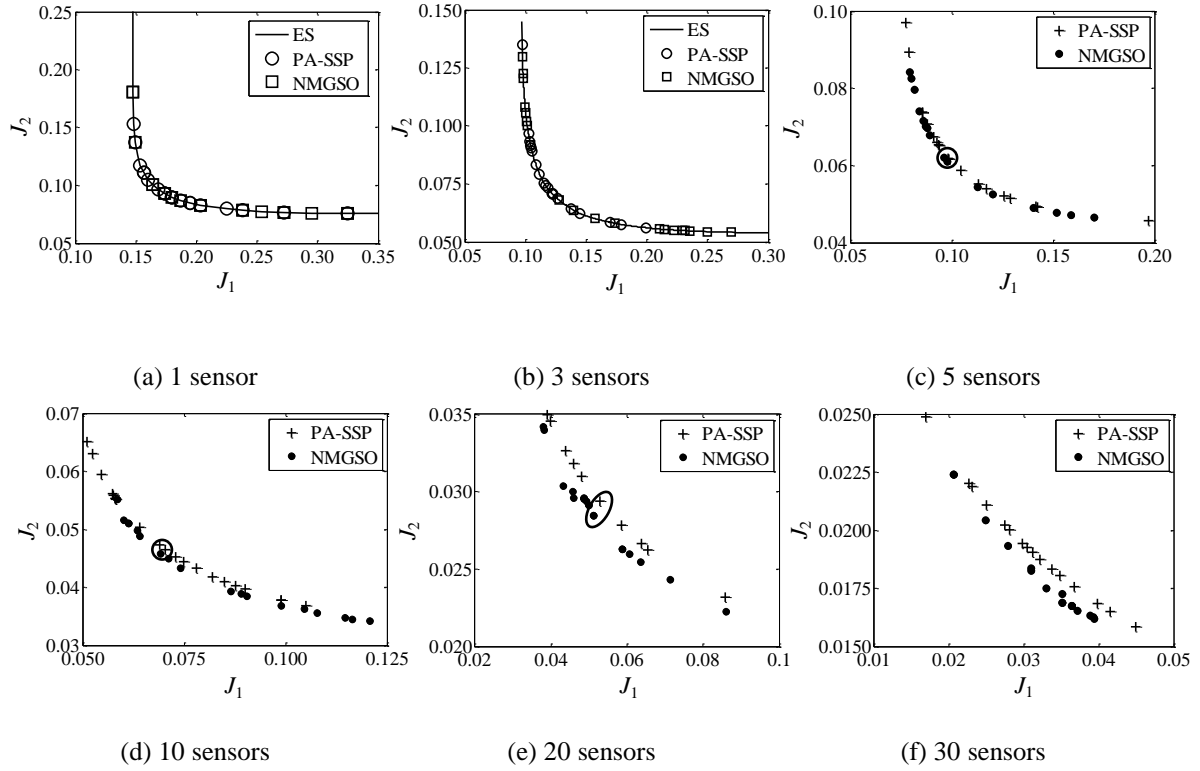 0.25
0.20
0.15
0.10
0.05
J2
0.10 0.15 0.20 0.25 0.30 0.35
J1
ES
PA-SSP
NMGSO
(a) 1 sensor
0.150
0.125
0.100
0.075
0.050
J2
0.05 0.10 0.15 0.20 0.25 0.30
J1
ES
PA-SSP
NMGSO
(b) 3 sensors
0.10
0.08
0.06
0.04
J2
0.05 0.10 0.15 0.20
J1
PA-SSP
NMGSO
(c) 5 sensors
0.07
0.06
0.05
0.04
0.03
J2
0.050 0.075 0.100 0.125
J1
PA-SSP
NMGSO
(d) 10 sensors
0.035
0.030
0.025
0.020
J2
0.02 0.04 0.06 0.08 0.1
J1
PA-SSP
NMGSO
(e) 20 sensors
0.0250
0.0225
0.0200
0.0175
0.0150
J2
0.01 0.02 0.03 0.04 0.05
J1
PA-SSP
NMGSO
(f) 30 sensors